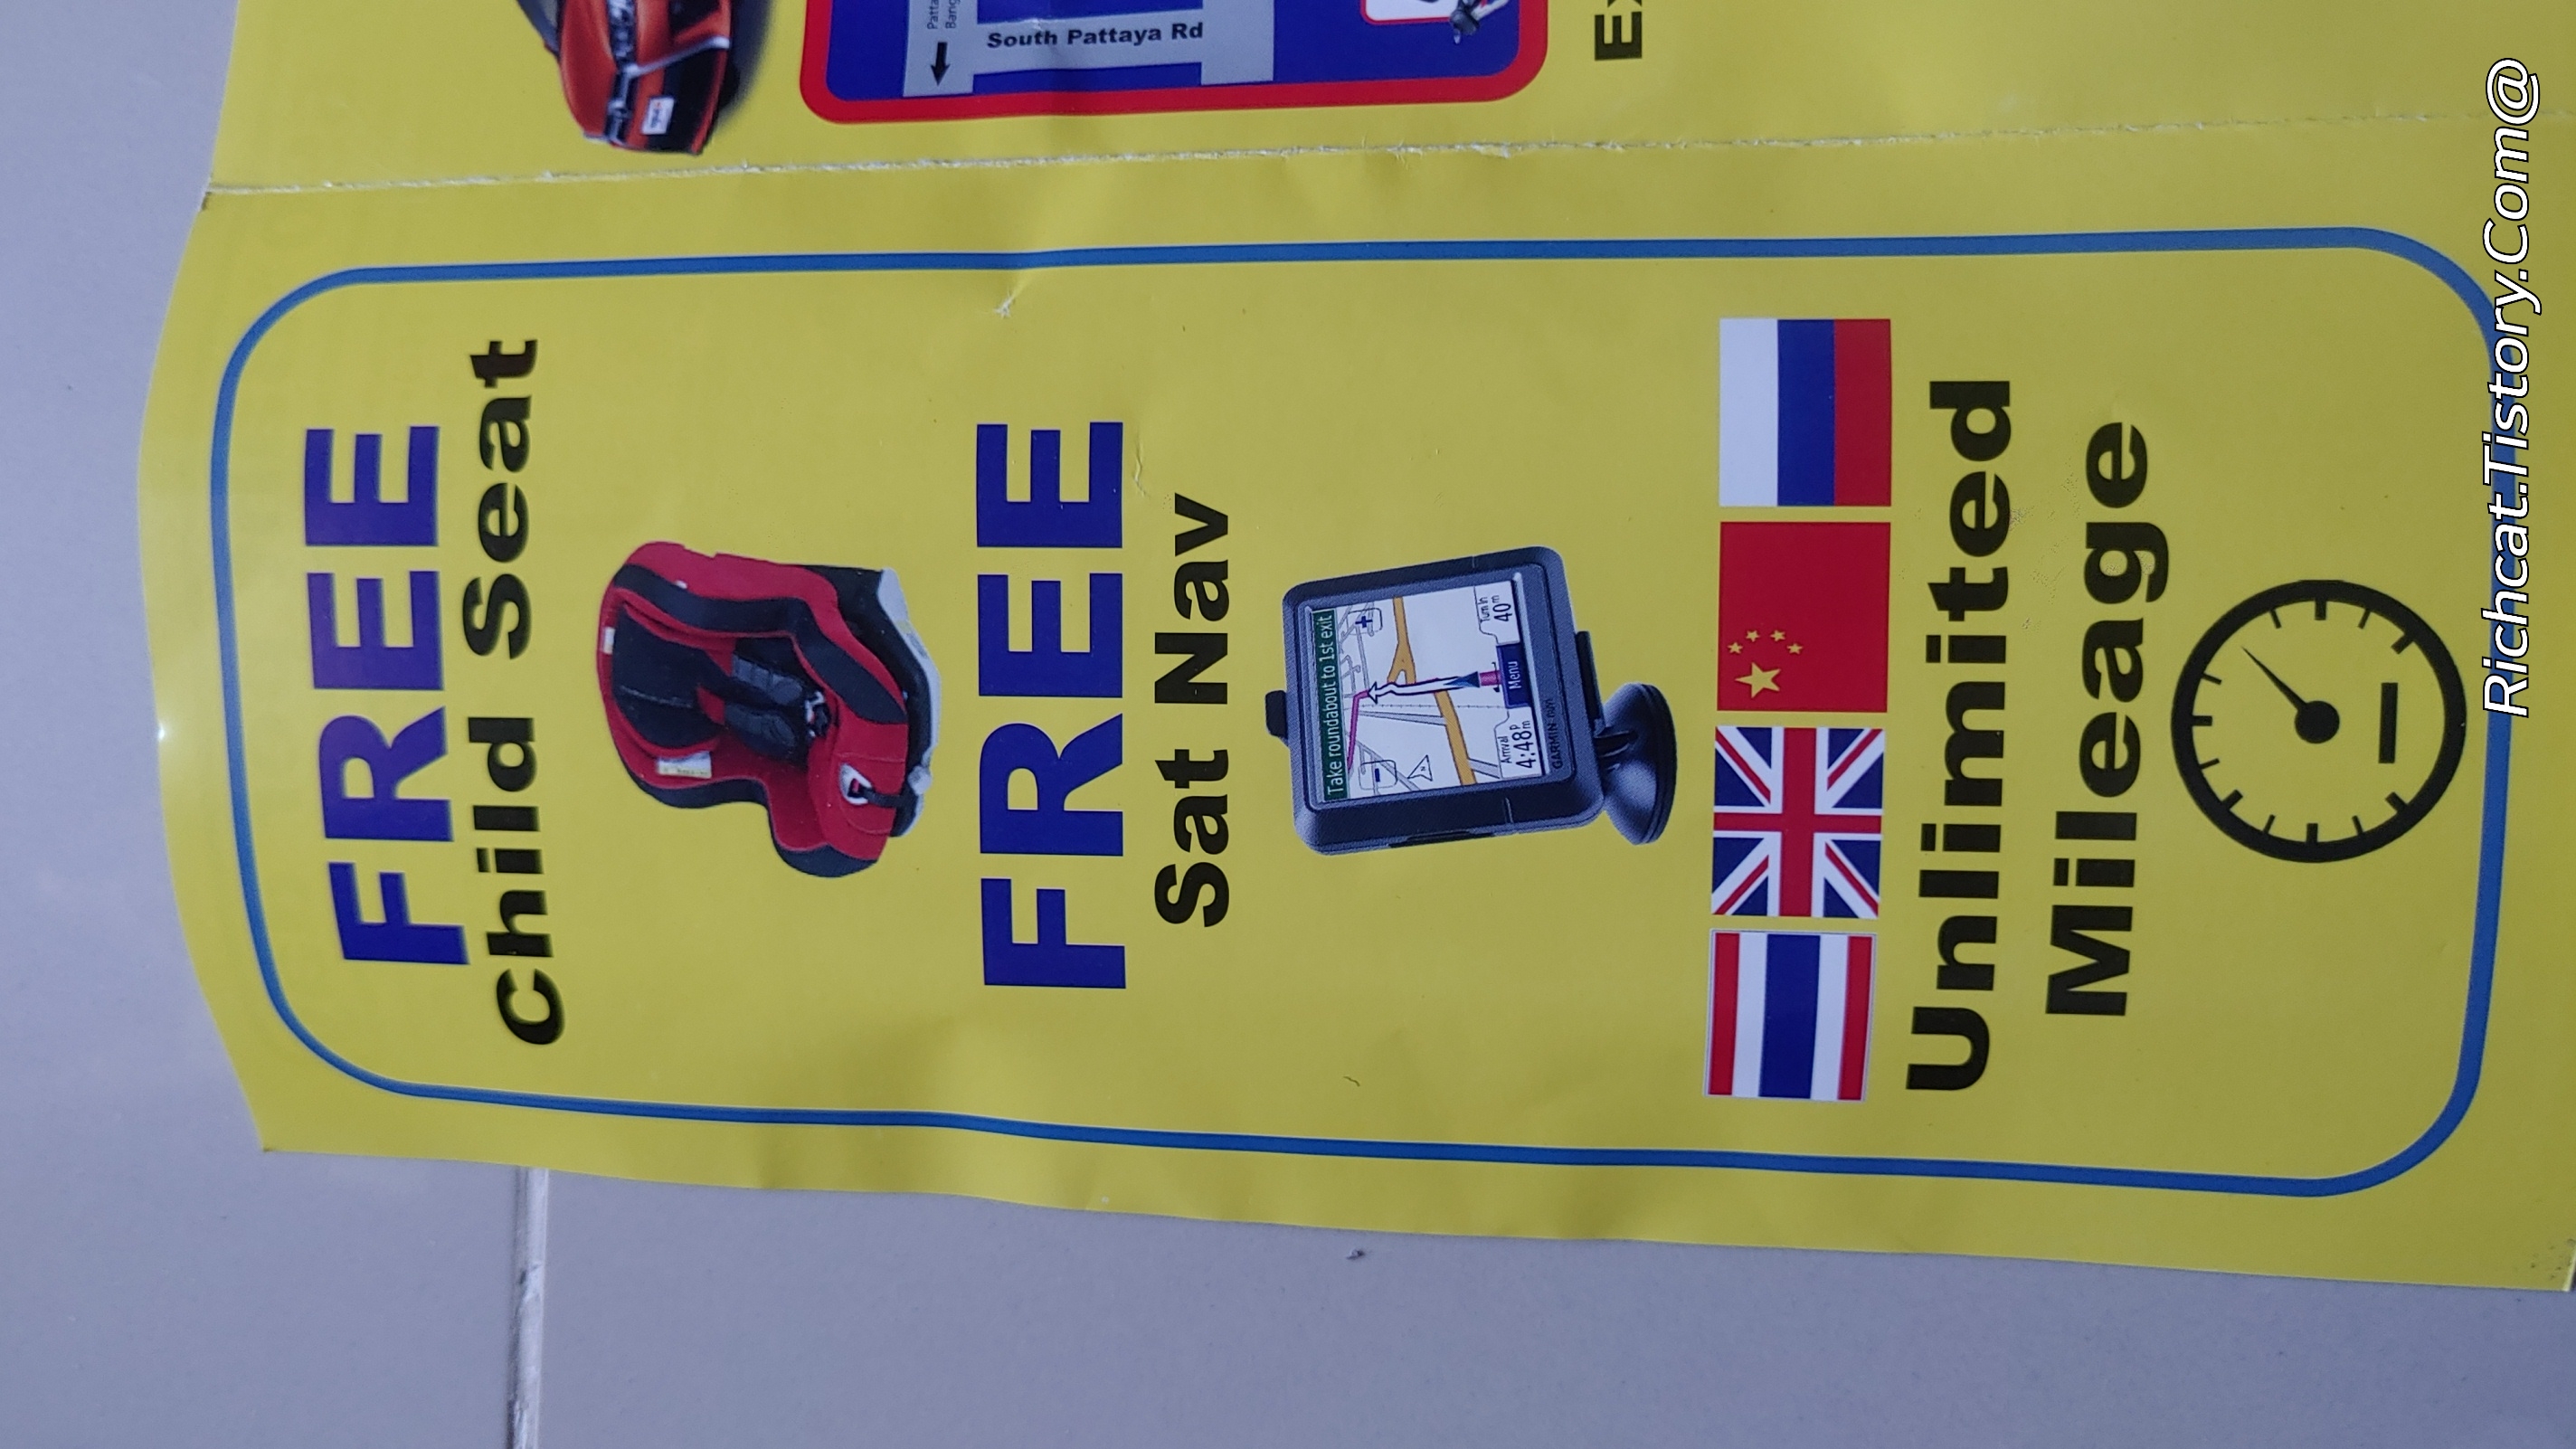 South Pattaya Rd
FREE
Child Seat
FREE
Sat Nav
Take roundabout to 1st exit
Arrival
4:48
Menu
Turn In
40
GARMIN
Unlimited
Mileage
Richcat.Tistory.Com@